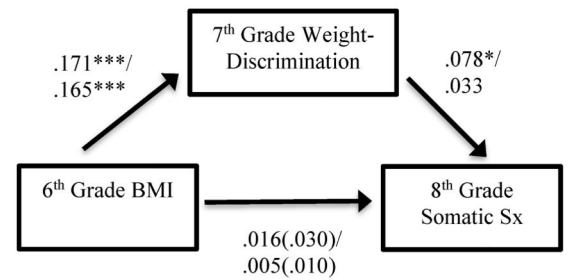 7th Grade Weight-
Discrimination
.171***/
.165***
.078*/
.033
6th Grade BMI
8th Grade
Somatic Sx
.016(.030)/
.005(.010)